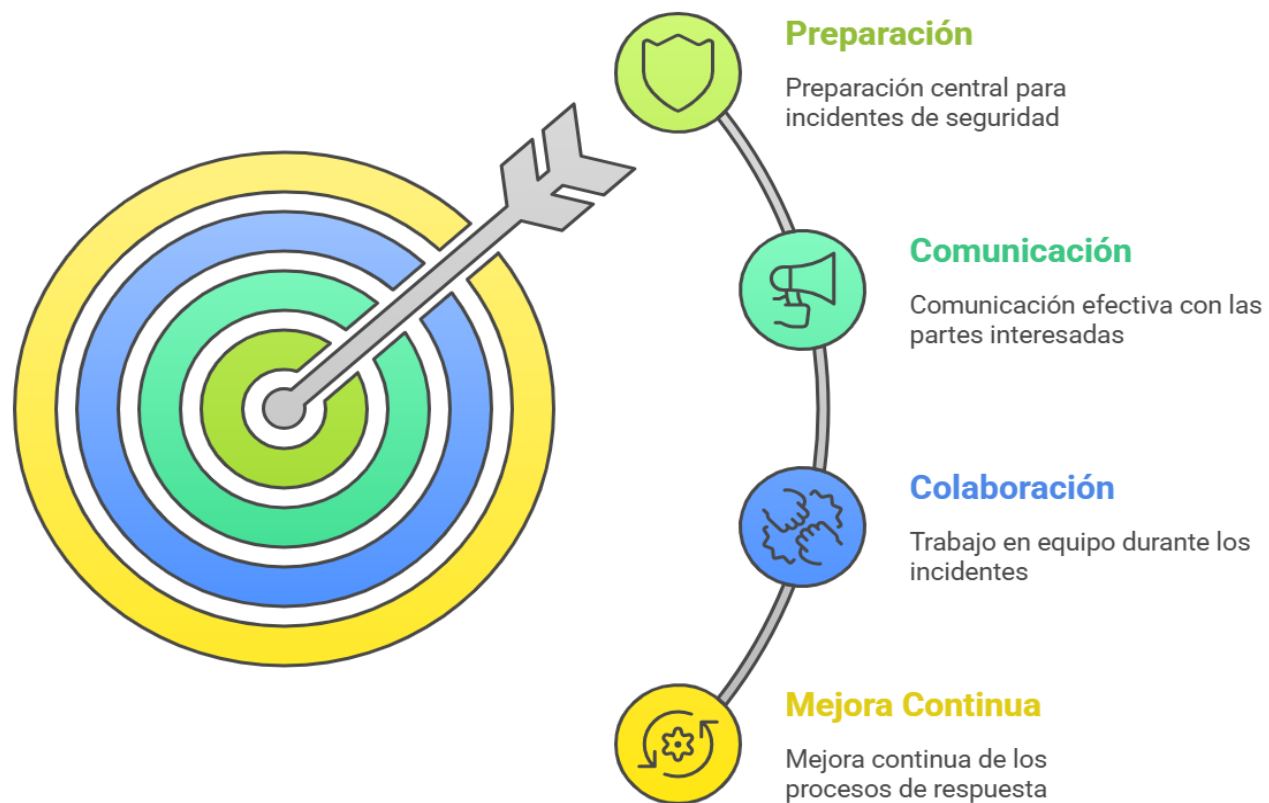 Preparación
Preparación central para
incidentes de seguridad
Comunicación
Comunicación efectiva con las
partes interesadas
Colaboración
Trabajo en equipo durante los
incidentes
Mejora Continua
Mejora continua de los
procesos de respuesta